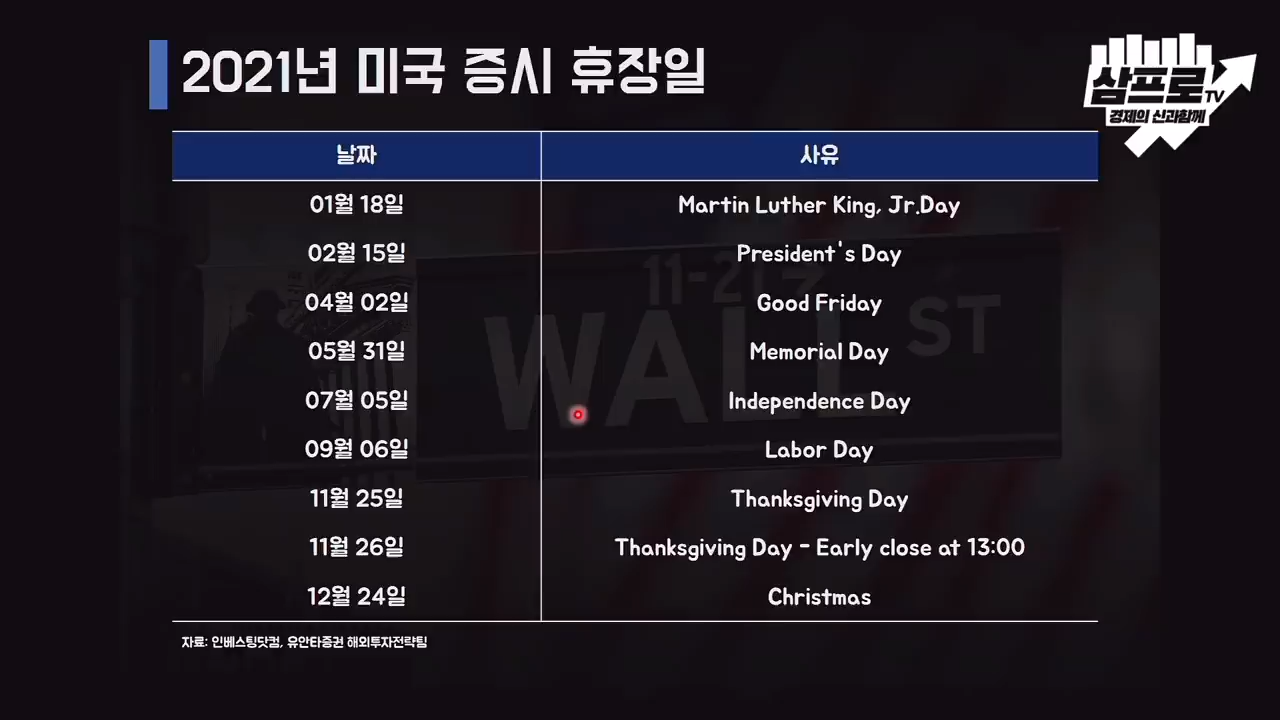 2021년 미국 증시 휴장일
삼프로TV
경제의 신과함께
날짜 사유
01월 18일 Martin Luther King, Jr.Day
02월 15일 President's Day
04월 02일 Good Friday
05월 31일 Memorial Day
07월 05일 Independence Day
09월 06일 Labor Day
11월 25일 Thanksgiving Day
11월 26일 Thanksgiving Day - Early close at 13:00
12월 24일 Christmas
11-21
WALL ST
자료: 인베스팅닷컴, 유안타증권 해외투자전략팀